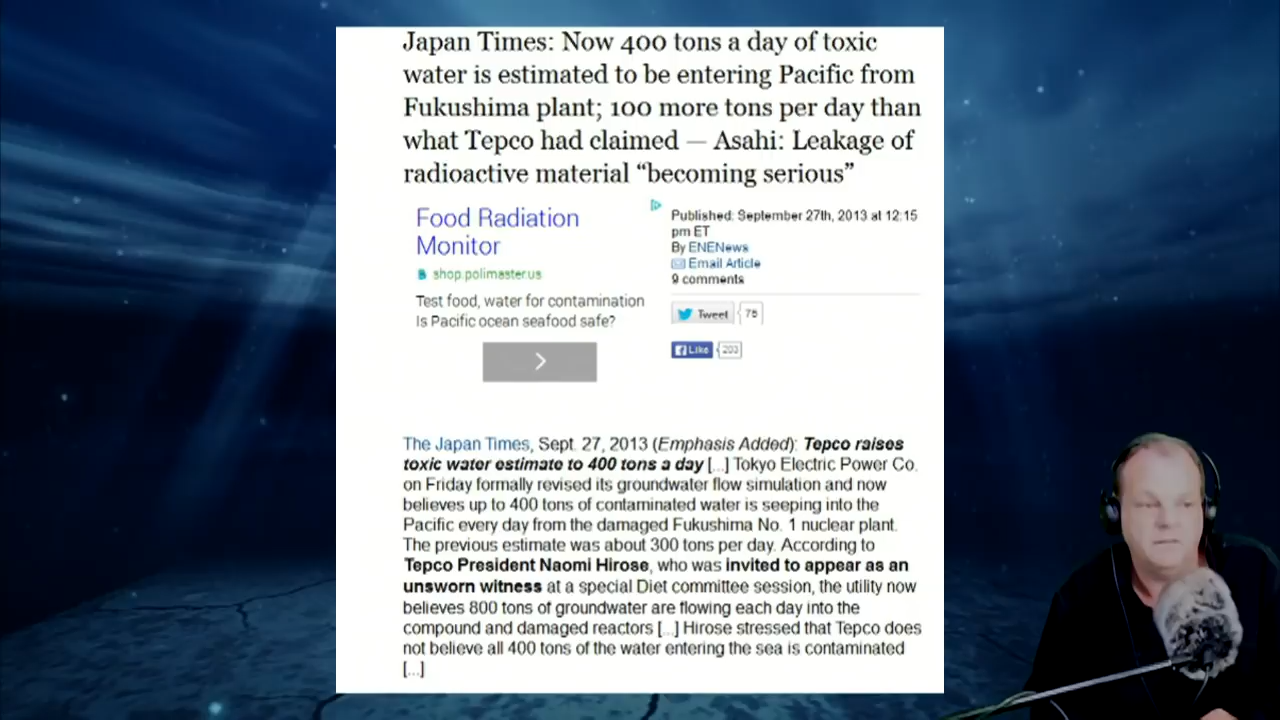 Japan Times: Now 400 tons a day of toxic
water is estimated to be entering Pacific from
Fukushima plant; 100 more tons per day than
what Tepco had claimed — Asahi: Leakage of
radioactive material “becoming serious”
Food Radiation
Monitor
shop.polimaster.us
Test food, water for contamination
Is Pacific ocean seafood safe?
Published: September 27th, 2013 at 12:15
pm ET
By ENENews
Email Article
9 comments
Tweet 76
Like 203
The Japan Times, Sept. 27, 2013 (Emphasis Added): Tepco raises
toxic water estimate to 400 tons a day [...] Tokyo Electric Power Co.
on Friday formally revised its groundwater flow simulation and now
believes up to 400 tons of contaminated water is seeping into the
Pacific every day from the damaged Fukushima No. 1 nuclear plant.
The previous estimate was about 300 tons per day. According to
Tepco President Naomi Hirose, who was invited to appear as an
unsworn witness at a special Diet committee session, the utility now
believes 800 tons of groundwater are flowing each day into the
compound and damaged reactors [...] Hirose stressed that Tepco does
not believe all 400 tons of the water entering the sea is contaminated
[...]